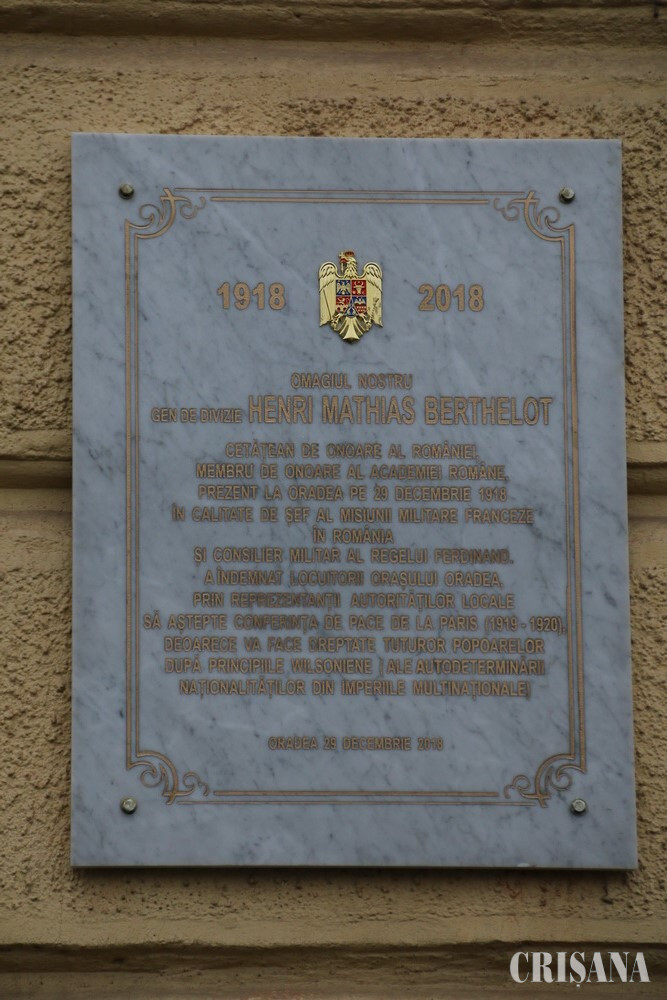 1918 2018
OMAGIUL NOSTRU
GEN DE DIVIZIE HENRI MATHIAS BERTHELOT
CETĂȚEAN DE ONOARE AL ROMÂNIEI,
MEMBRU DE ONOARE AL ACADEMIEI ROMÂNE,
PREZENT LA ORADEA PE 29 DECEMBRIE 1918
ÎN CALITATE DE ȘEF AL MISIUNII MILITARE FRANCEZE
ÎN ROMÂNIA
ȘI CONSILIER MILITAR AL REGELUI FERDINAND.
A ÎNDEMNAT LOCUITORII ORAȘULUI ORADEA,
PRIN REPREZENTANȚII AUTORITĂȚILOR LOCALE
SĂ AȘTEPTE CONFERINȚA DE PACE DE LA PARIS (1919-1920),
DEOARECE VA FACE DREPTATE TUTUROR POPOARELOR
DUPĂ PRINCIPIILE WILSONIENE ALE AUTODETERMINĂRII
NAȚIONALITĂȚILOR DIN IMPERIILE MULTINAȚIONALE
ORADEA 29 DECEMBRIE 2018
CRIȘANA